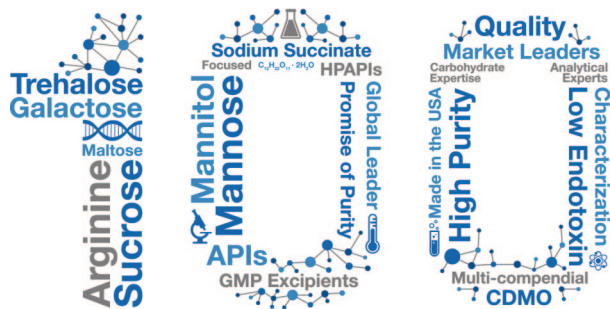 Trehalose
Galactose
Maltose
Arginine
Sucrose
Sodium Succinate
Focused
C₁₂H₂₂O₁₁ · 2H₂O
HPAPIs
Mannitol
Mannose
Promise of Purity
Global Leader
APIs
GMP Excipients
Quality
Market Leaders
Carbohydrate
Expertise
Analytical
Experts
Made in the USA
High Purity
Low Endotoxin
Characterization
Multi-compendial
CDMO